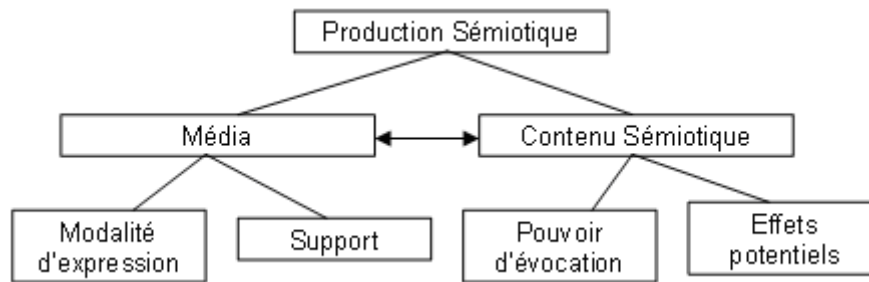 Production Sémiotique
Média
Contenu Sémiotique
Modalité
d'expression
Support
Pouvoir
d'évocation
Effets
potentiels